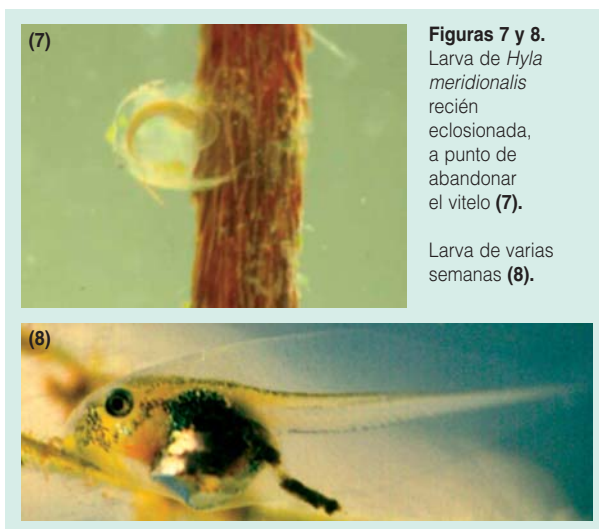 (7)
Figuras 7 y 8.
Larva de Hyla
meridionalis
recién
eclosionada,
a punto de
abandonar
el vitelo (7).
Larva de varias
semanas (8).
(8)